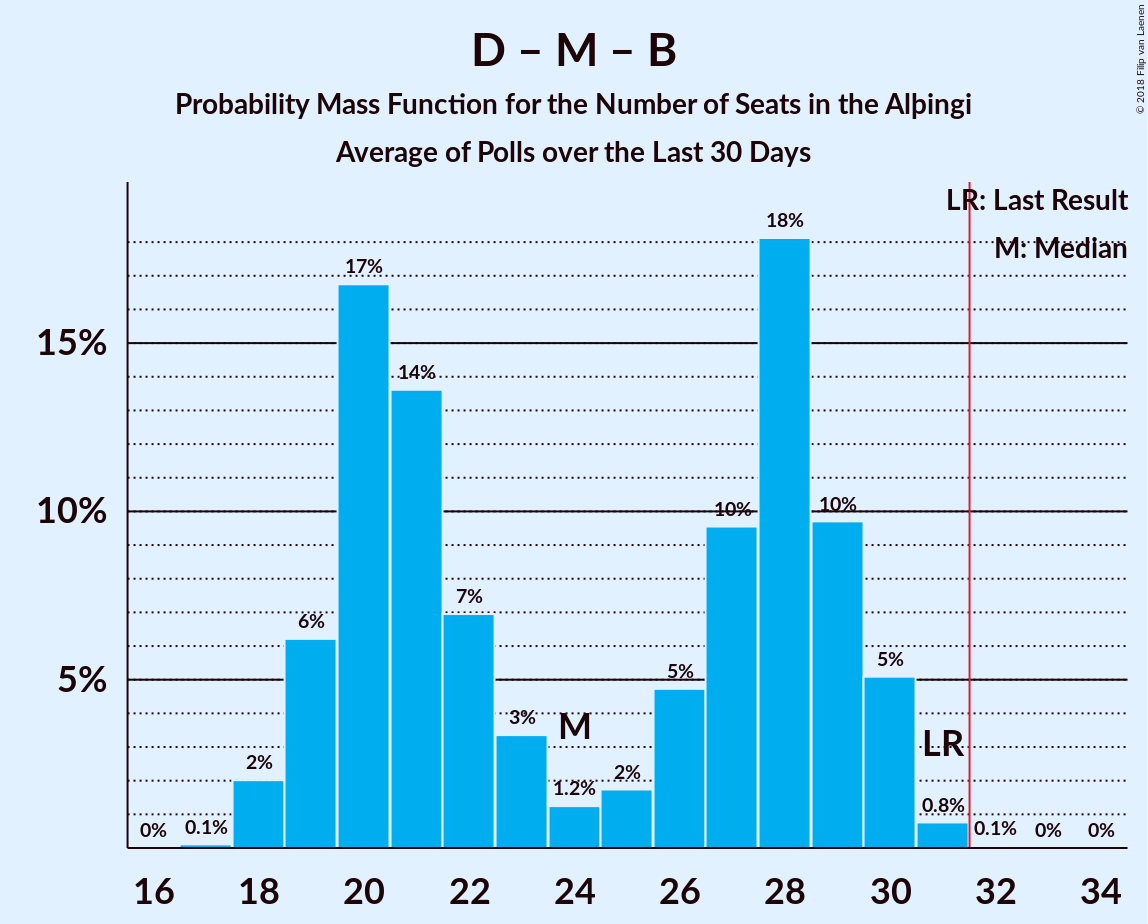 D – M – B
Probability Mass Function for the Number of Seats in the Alþingi
Average of Polls over the Last 30 Days
© 2018 Filip van Laenen
LR: Last Result
M: Median
15%
10%
5%
0%
0.1%
2%
6%
17%
14%
7%
3%
M
1.2%
2%
5%
10%
18%
10%
5%
LR
0.8%
0.1%
0%
0%
16 18 20 22 24 26 28 30 32 34